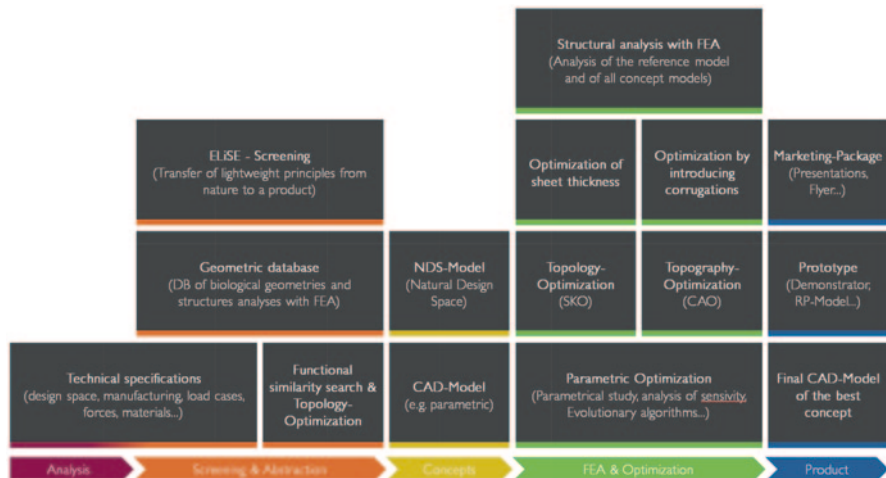 Structural analysis with FEA
(Analysis of the reference model
and of all concept models)
ELiSE - Screening
(Transfer of lightweight principles from
nature to a product)
Optimization of
sheet thickness
Optimization by
introducing
corrugations
Marketing-Package
(Presentations,
Flyer...)
Geometric database
(DB of biological geometries and
structures analyses with FEA)
NDS-Model
(Natural Design
Space)
Topology-
Optimization
(SKO)
Topography-
Optimization
(CAO)
Prototype
(Demonstrator,
RP-Model...)
Technical specifications
(design space, manufacturing, load cases,
forces, materials...)
Functional
similarity search &
Topology-
Optimization
CAD-Model
(e.g. parametric)
Parametric Optimization
(Parametrical study, analysis of sensivity,
Evolutionary algorithms...)
Final CAD-Model
of the best
concept
Analysis
Screening & Abstraction
Concepts
FEA & Optimization
Product